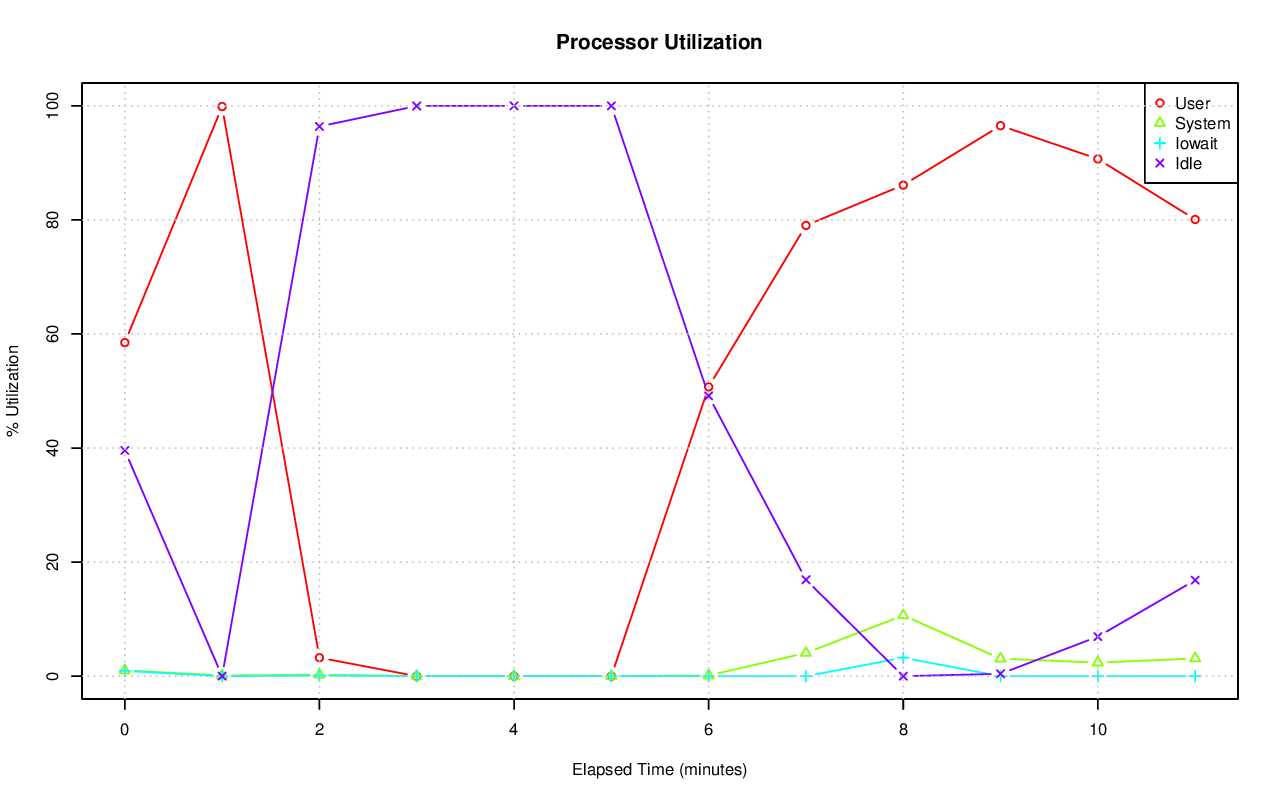 Processor Utilization
User
System
Iowait
Idle
% Utilization
100
80
60
40
20
0
0 2 4 6 8 10
Elapsed Time (minutes)